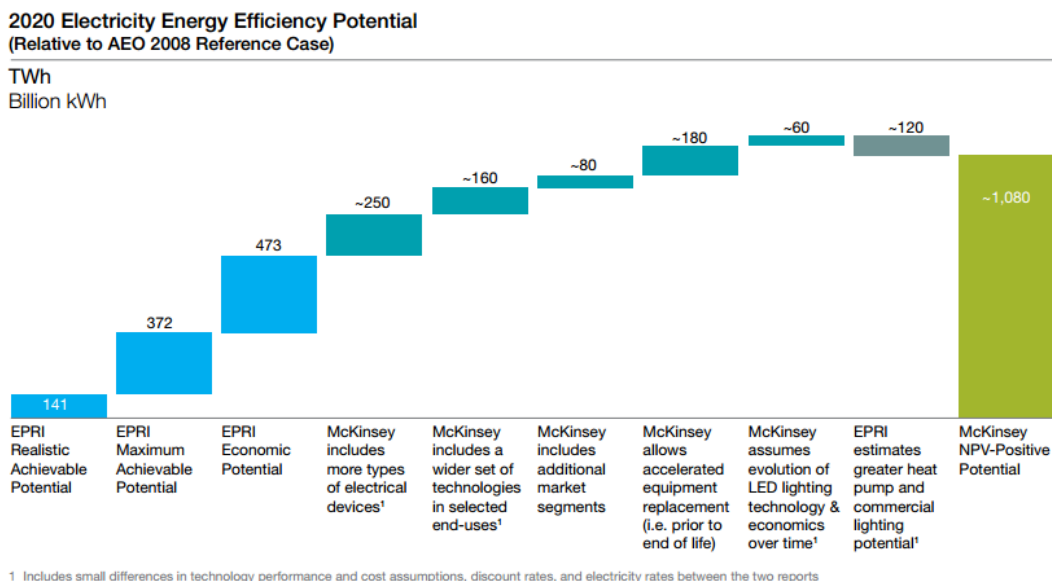 2020 Electricity Energy Efficiency Potential
(Relative to AEO 2008 Reference Case)
TWh
Billion kWh
141
372
473
~250
~160
~80
~180
~60
~120
~1,080
EPRI
Realistic
Achievable
Potential
EPRI
Maximum
Achievable
Potential
EPRI
Economic
Potential
McKinsey
includes
more types
of electrical
devices¹
McKinsey
includes a
wider set of
technologies
in selected
end-uses¹
McKinsey
includes
additional
market
segments
McKinsey
allows
accelerated
equipment
replacement
(i.e. prior to
end of life)
McKinsey
assumes
evolution of
LED lighting
technology &
economics
over time¹
EPRI
estimates
greater heat
pump and
commercial
lighting
potential¹
McKinsey
NPV-Positive
Potential
1 Includes small differences in technology performance and cost assumptions, discount rates, and electricity rates between the two reports